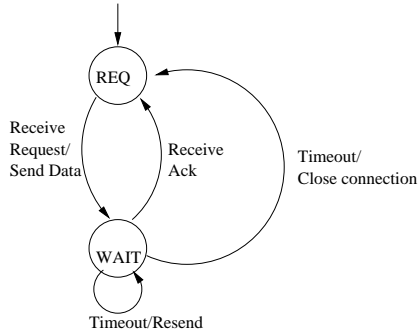 REQ
Receive
Request/
Send Data
Receive
Ack
Timeout/
Close connection
WAIT
Timeout/Resend